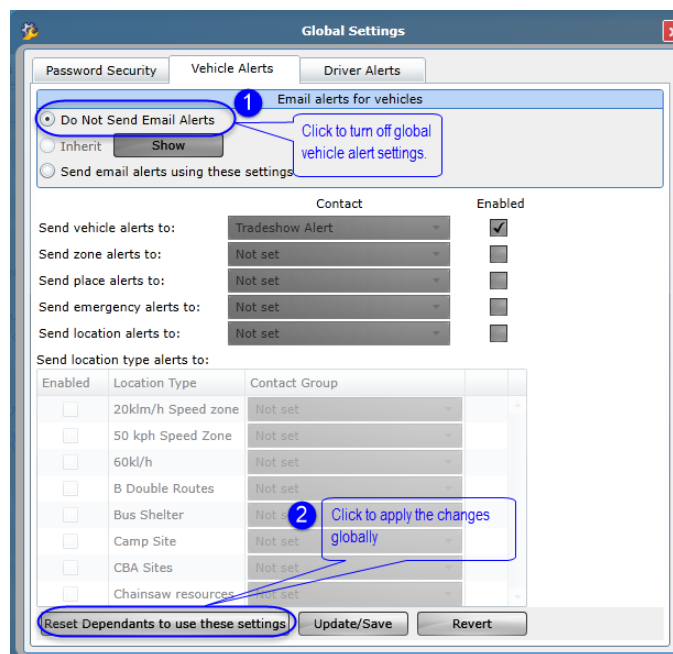 Global Settings
Password Security Vehicle Alerts Driver Alerts
1 Email alerts for vehicles
Do Not Send Email Alerts
Click to turn off global
vehicle alert settings.
Inherit Show
Send email alerts using these settings
Contact Enabled
Send vehicle alerts to: Tradeshow Alert
Send zone alerts to: Not set
Send place alerts to: Not set
Send emergency alerts to: Not set
Send location alerts to: Not set
Send location type alerts to:
Enabled Location Type Contact Group
20klm/h Speed zone Not set
50 kph Speed Zone Not set
60kl/h Not set
B Double Routes Not set
Bus Shelter Not s
2 Click to apply the changes
globally
Camp Site Not set
CBA Sites Not set
Chainsaw resources Not set
Reset Dependants to use these settings Update/Save Revert